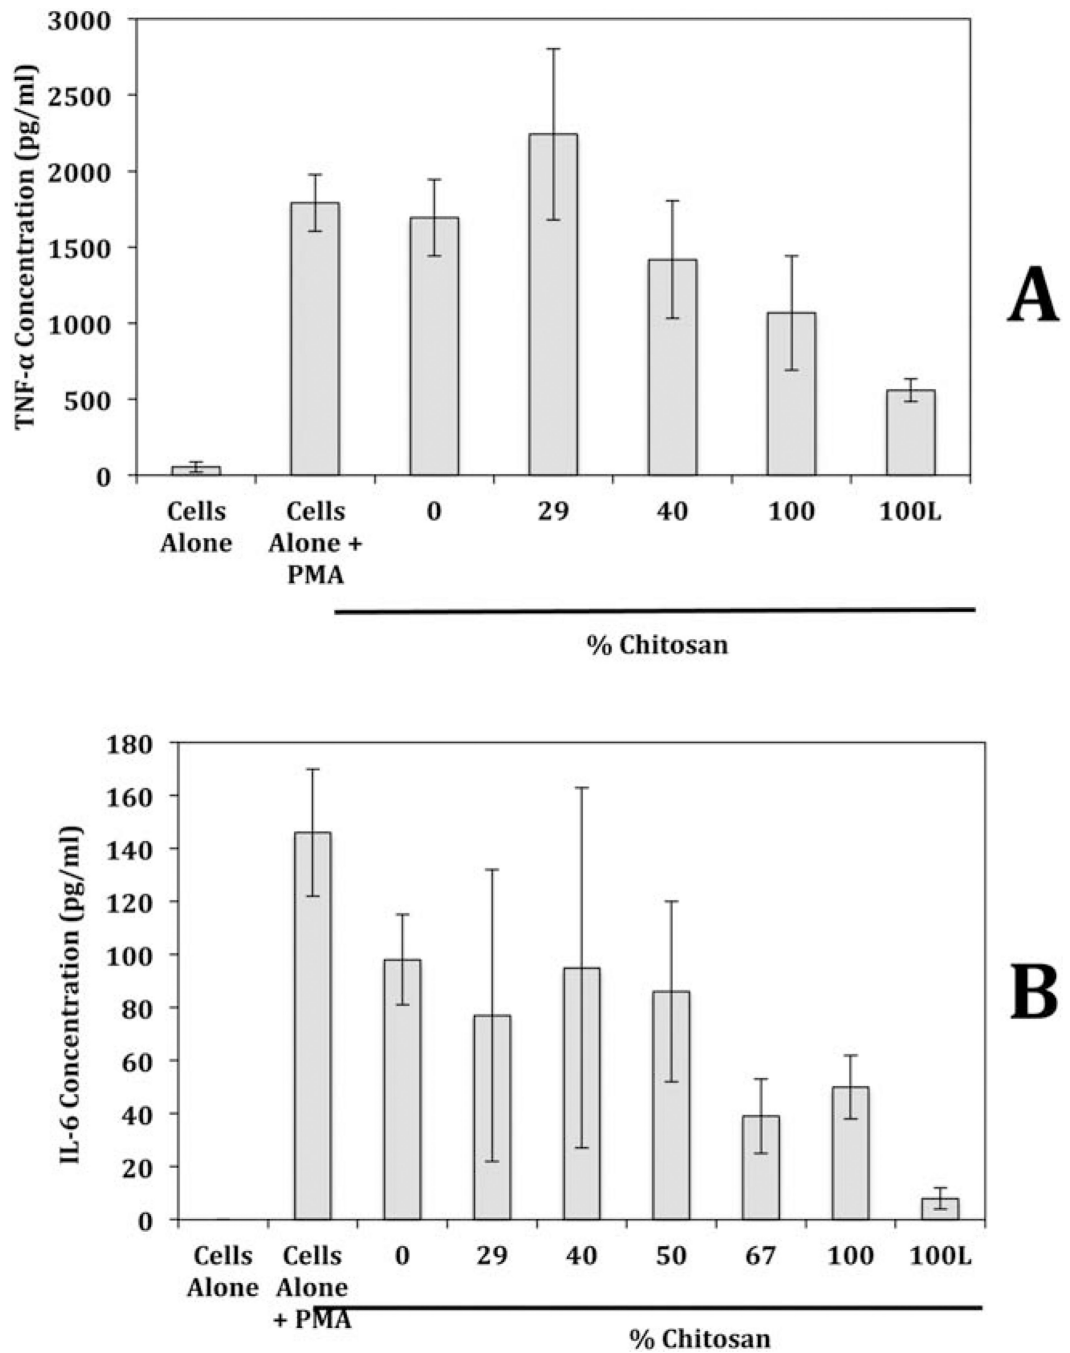 3000
2500
2000
1500
1000
500
0
TNF-α Concentration (pg/ml)
Cells Alone
Cells Alone + PMA
0
29
40
100
100L
% Chitosan
A
180
160
140
120
100
80
60
40
20
0
IL-6 Concentration (pg/ml)
Cells Alone
Cells Alone + PMA
0
29
40
50
67
100
100L
% Chitosan
B